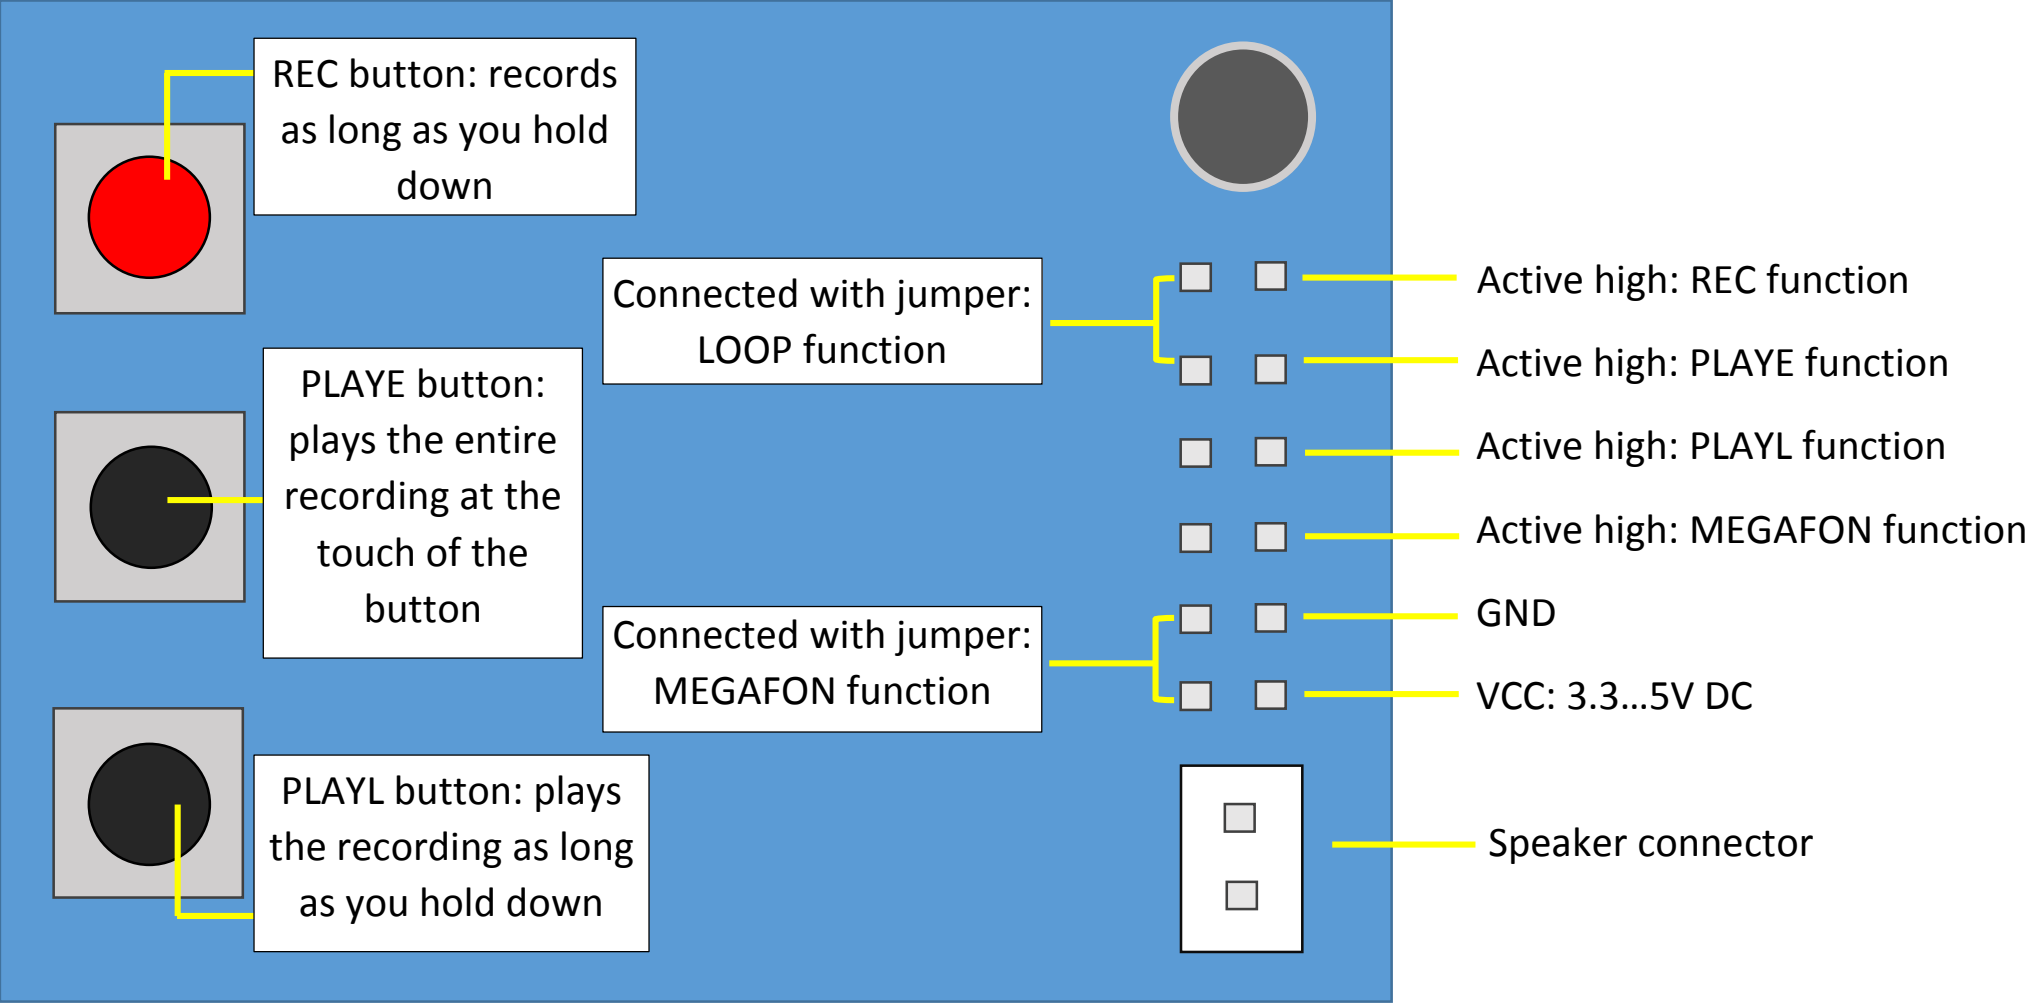 REC button: records
as long as you hold
down
Connected with jumper:
LOOP function
PLAYE button:
plays the entire
recording at the
touch of the
button
Connected with jumper:
MEGAFON function
PLAYL button: plays
the recording as long
as you hold down
Active high: REC function
Active high: PLAYE function
Active high: PLAYL function
Active high: MEGAFON function
GND
VCC: 3.3...5V DC
Speaker connector